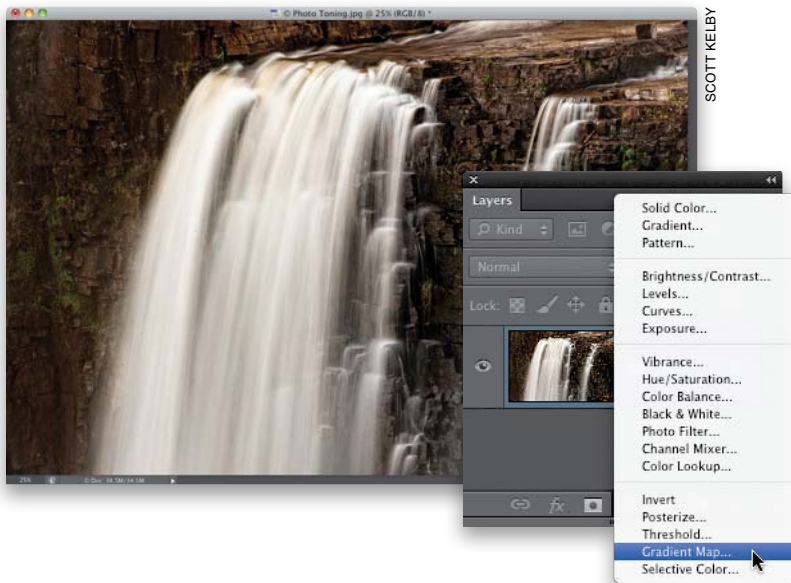 © Photo Toning.jpg @ 25% (RGB/8) *
SCOTT KELBY
25%
Layers
Kind
Normal
Lock:
fx
Solid Color...
Gradient...
Pattern...
Brightness/Contrast...
Levels...
Curves...
Exposure...
Vibrance...
Hue/Saturation...
Color Balance...
Black & White...
Photo Filter...
Channel Mixer...
Color Lookup...
Invert
Posterize...
Threshold...
Gradient Map...
Selective Color...